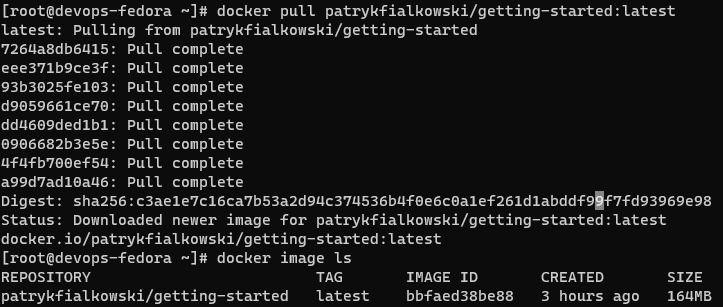 [root@devops-fedora ~]# docker pull patrykfialkowski/getting-started:latest
latest: Pulling from patrykfialkowski/getting-started
7264a8db6415: Pull complete
eee371b9ce3f: Pull complete
93b3025fe103: Pull complete
d9059661ce70: Pull complete
dd4609ded1b1: Pull complete
0906682b3e5e: Pull complete
4f4fb700ef54: Pull complete
a99d7ad10a46: Pull complete
Digest: sha256:c3ae1e7c16ca7b53a2d94c374536b4f0e6c0a1ef261d1abddf99f7fd93969e98
Status: Downloaded newer image for patrykfialkowski/getting-started:latest
docker.io/patrykfialkowski/getting-started:latest
[root@devops-fedora ~]# docker image ls
REPOSITORY TAG IMAGE ID CREATED SIZE
patrykfialkowski/getting-started latest bbfaed38be88 3 hours ago 164MB